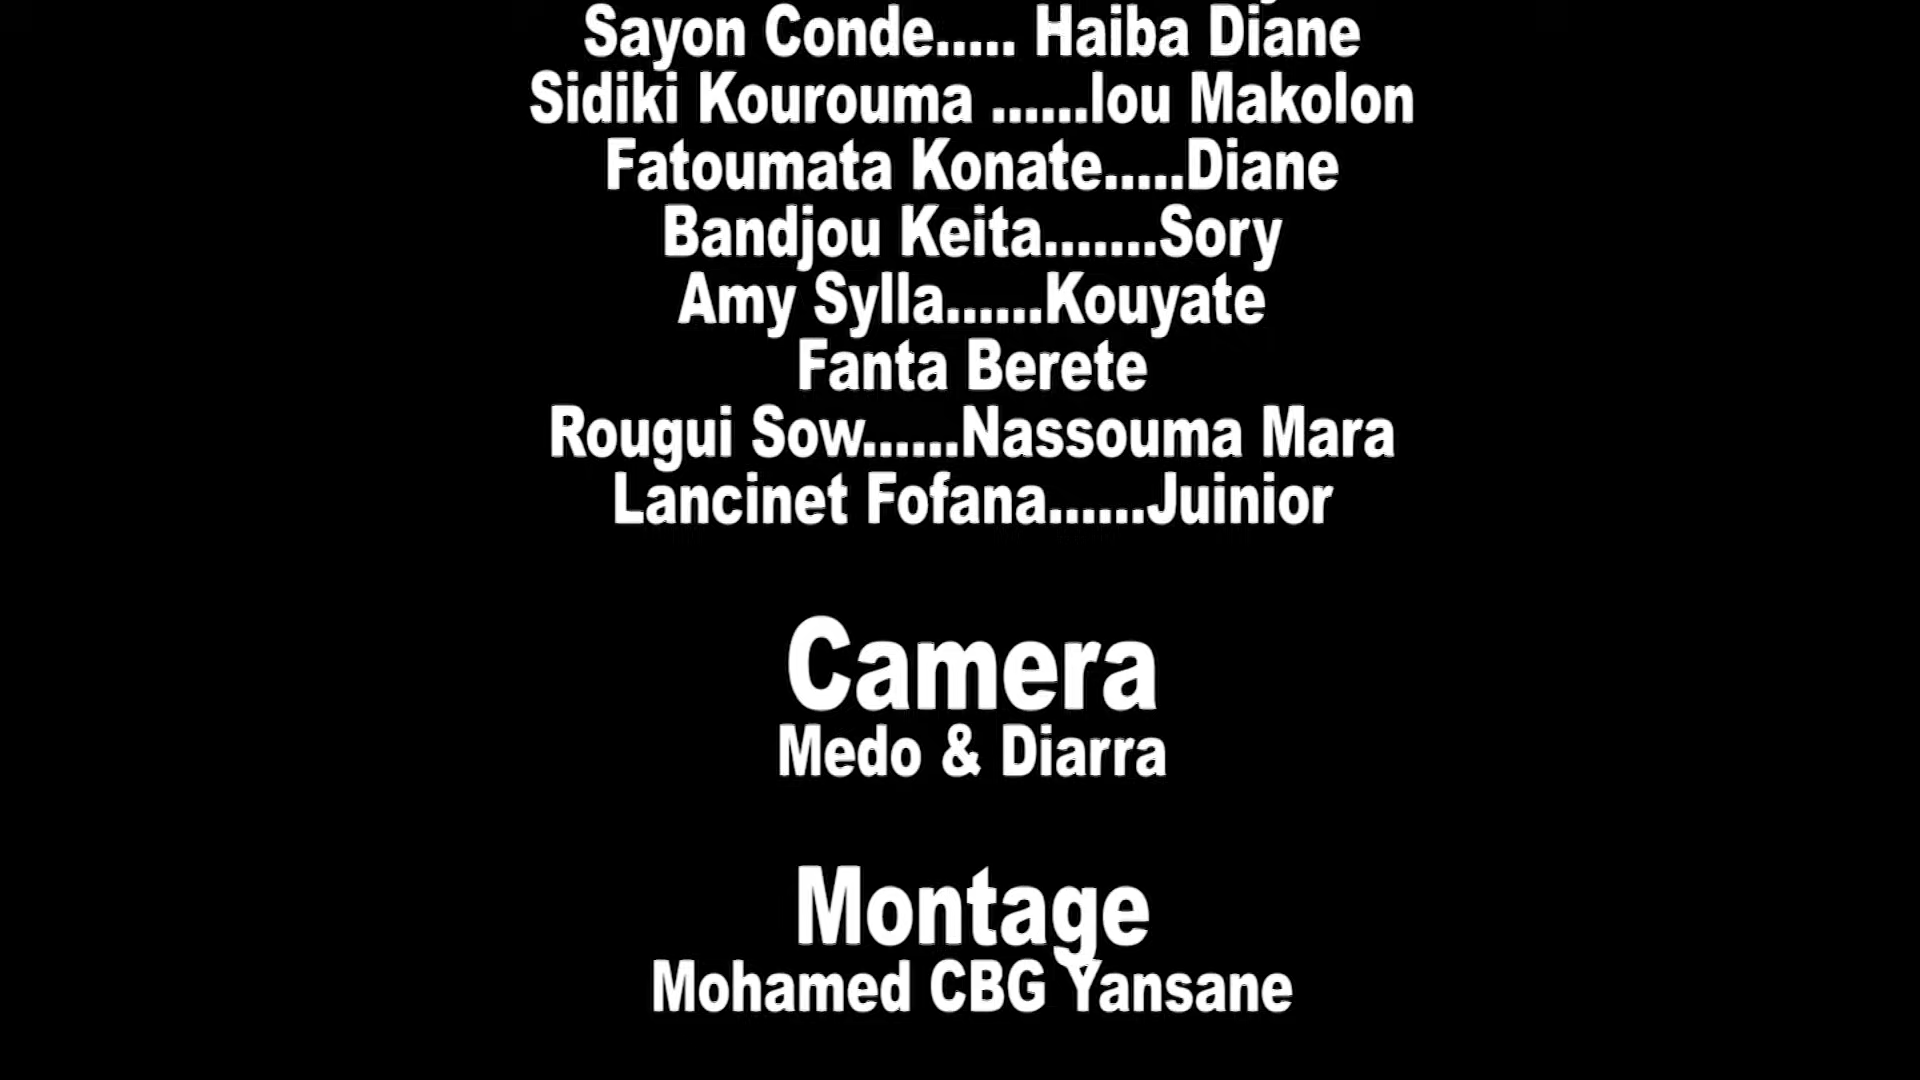 Sayon Conde..... Haiba Diane
Sidiki Kourouma ......lou Makolon
Fatoumata Konate.....Diane
Bandjou Keita.......Sory
Amy Sylla......Kouyate
Fanta Berete
Rougui Sow......Nassouma Mara
Lancinet Fofana......Juinior
Camera
Medo & Diarra
Montage
Mohamed CBG Yansane